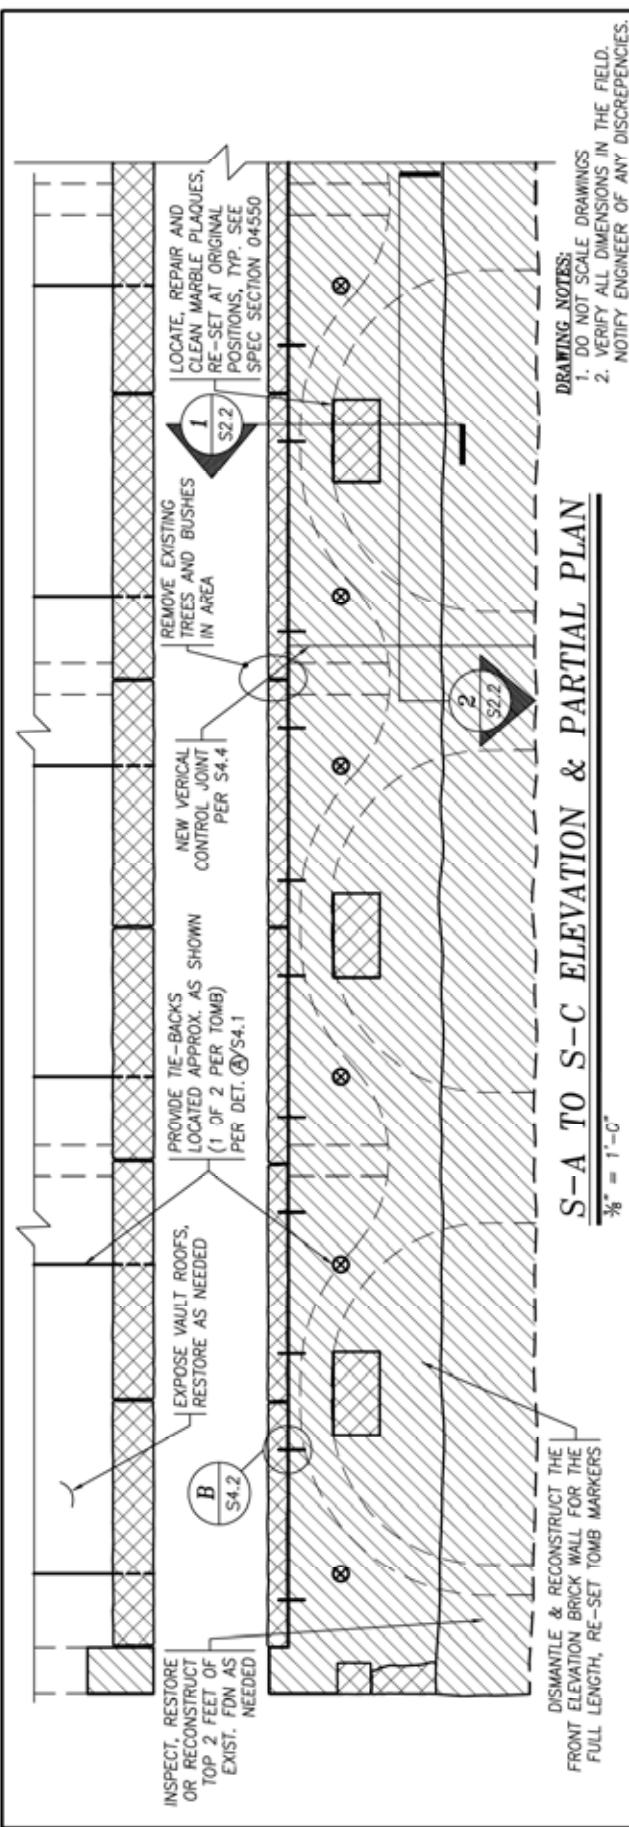 INSPECT, RESTORE
OR RECONSTRUCT
TOP 2 FEET OF
EXIST. FDN AS
NEEDED
EXPOSE VAULT ROOFS,
RESTORE AS NEEDED
B
S4.2
PROVIDE TIE-BACKS
LOCATED APPROX. AS SHOWN
(1 OF 2 PER TOMB)
PER DET. A/S4.1
NEW VERICAL
CONTROL JOINT
PER S4.4
REMOVE EXISTING
TREES AND BUSHES
IN AREA
1
S2.2
LOCATE, REPAIR AND
CLEAN MARBLE PLAQUES,
RE-SET AT ORIGINAL
POSITIONS, TYP. SEE
SPEC SECTION 04550
2
S2.2
DISMANTLE & RECONSTRUCT THE
FRONT ELEVATION BRICK WALL FOR THE
FULL LENGTH, RE-SET TOMB MARKERS
S-A TO S-C ELEVATION & PARTIAL PLAN
3/8" = 1'-0"
DRAWING NOTES:
1. DO NOT SCALE DRAWINGS
2. VERIFY ALL DIMENSIONS IN THE FIELD.
NOTIFY ENGINEER OF ANY DISCREPENCIES.